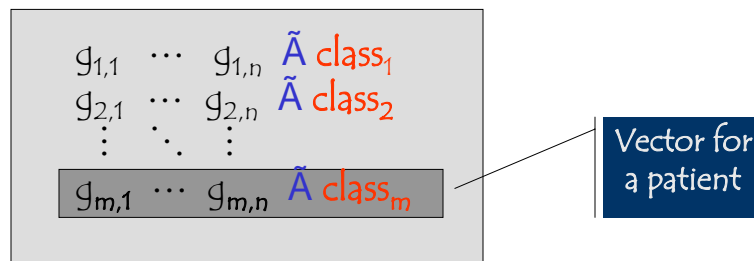 g1,1 ⋯ g1,n Ã class1
g2,1 ⋯ g2,n Ã class2
⋮ ⋱ ⋮
gm,1 ⋯ gm,n Ã classm
Vector for
a patient